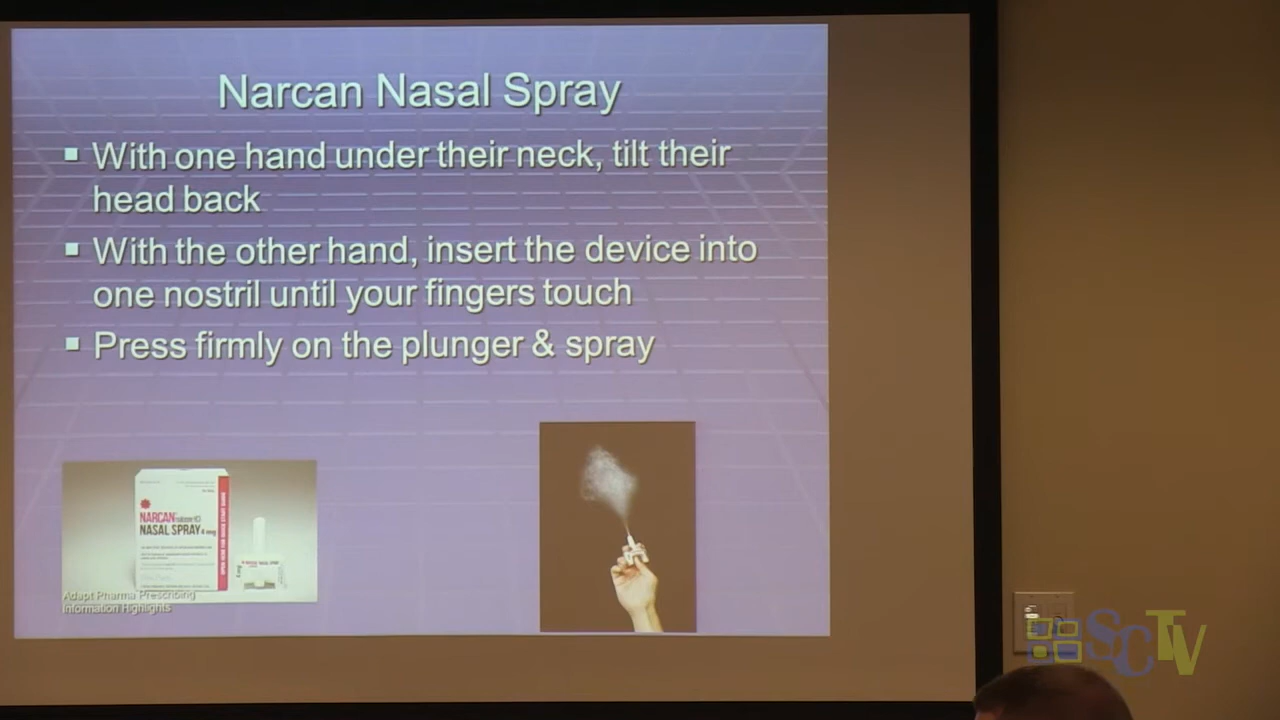 Narcan Nasal Spray
▪ With one hand under their neck, tilt their
head back
▪ With the other hand, insert the device into
one nostril until your fingers touch
▪ Press firmly on the plunger & spray
NARCAN
NASAL SPRAY 4 mg
Adapt Pharma Prescribing
Information Highlights
SCTV